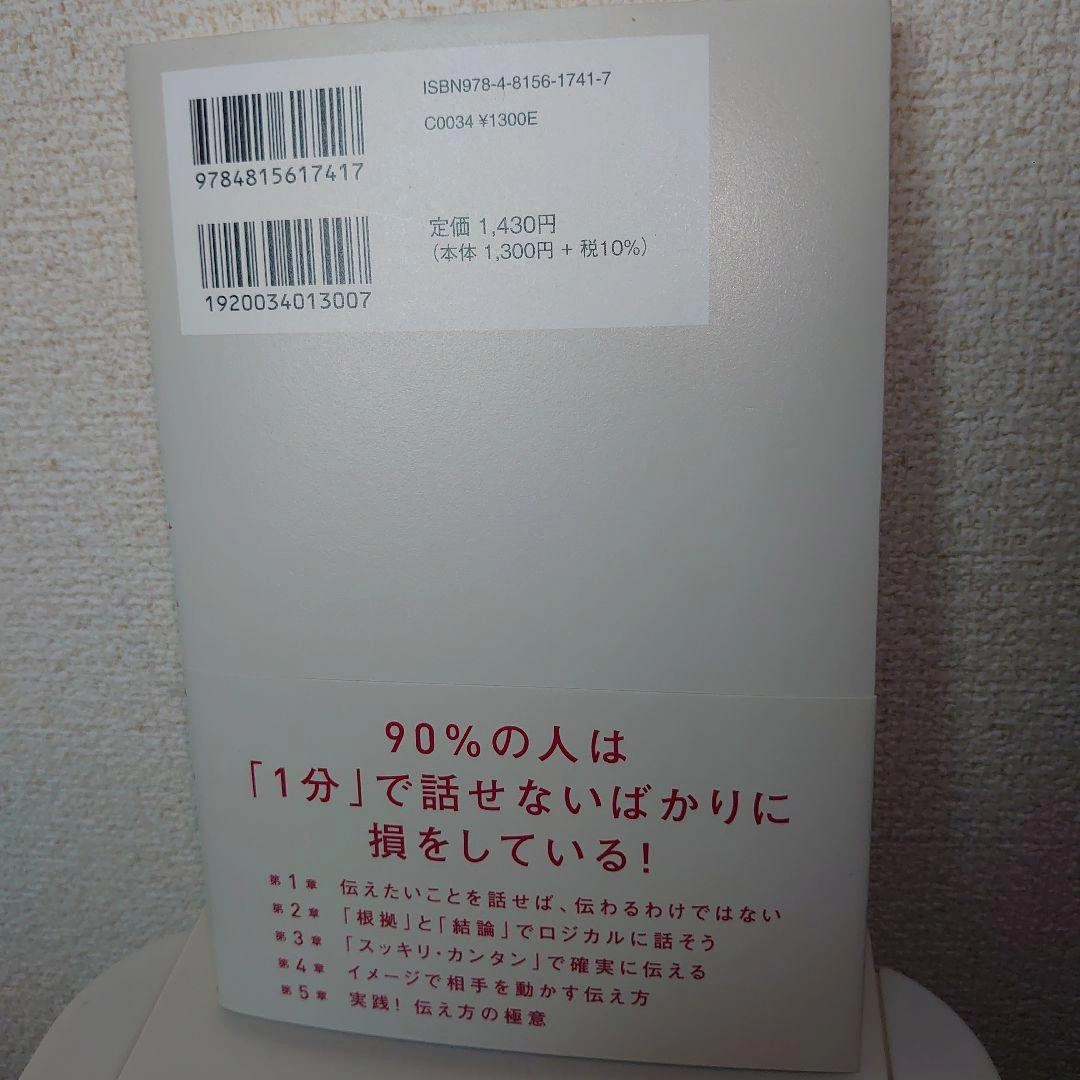 ISBN978-4-8156-1741-7
C0034 ¥1300E
9784815617417
定価 1,430円
（本体 1,300円 + 税10%）
1920034013007
90%の人は
「1分」で話せないばかりに
損をしている!
第1章 伝えたいことを話せば、伝わるわけではない
第2章 「根拠」と「結論」でロジカルに話そう
第3章 「スッキリ・カンタン」で確実に伝える
第4章 イメージで相手を動かす伝え方
第5章 実践! 伝え方の極意